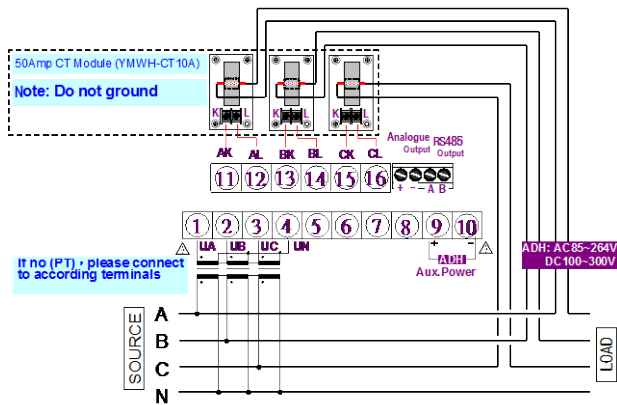 50Amp CT Module (YMWH-CT10A)
Note: Do not ground
K L K L K L
AK AL BK BL CK CL
Analogue Output RS485 Output
11 12 13 14 15 16
+ - - A B
1 2 3 4 5 6 7 8 9 10
UA UB UC UN
+ -
ADH
Aux.Power
ADH: AC85~264V
DC100~300V
If no (PT) , please connect
to according terminals
SOURCE
A
B
C
N
LOAD